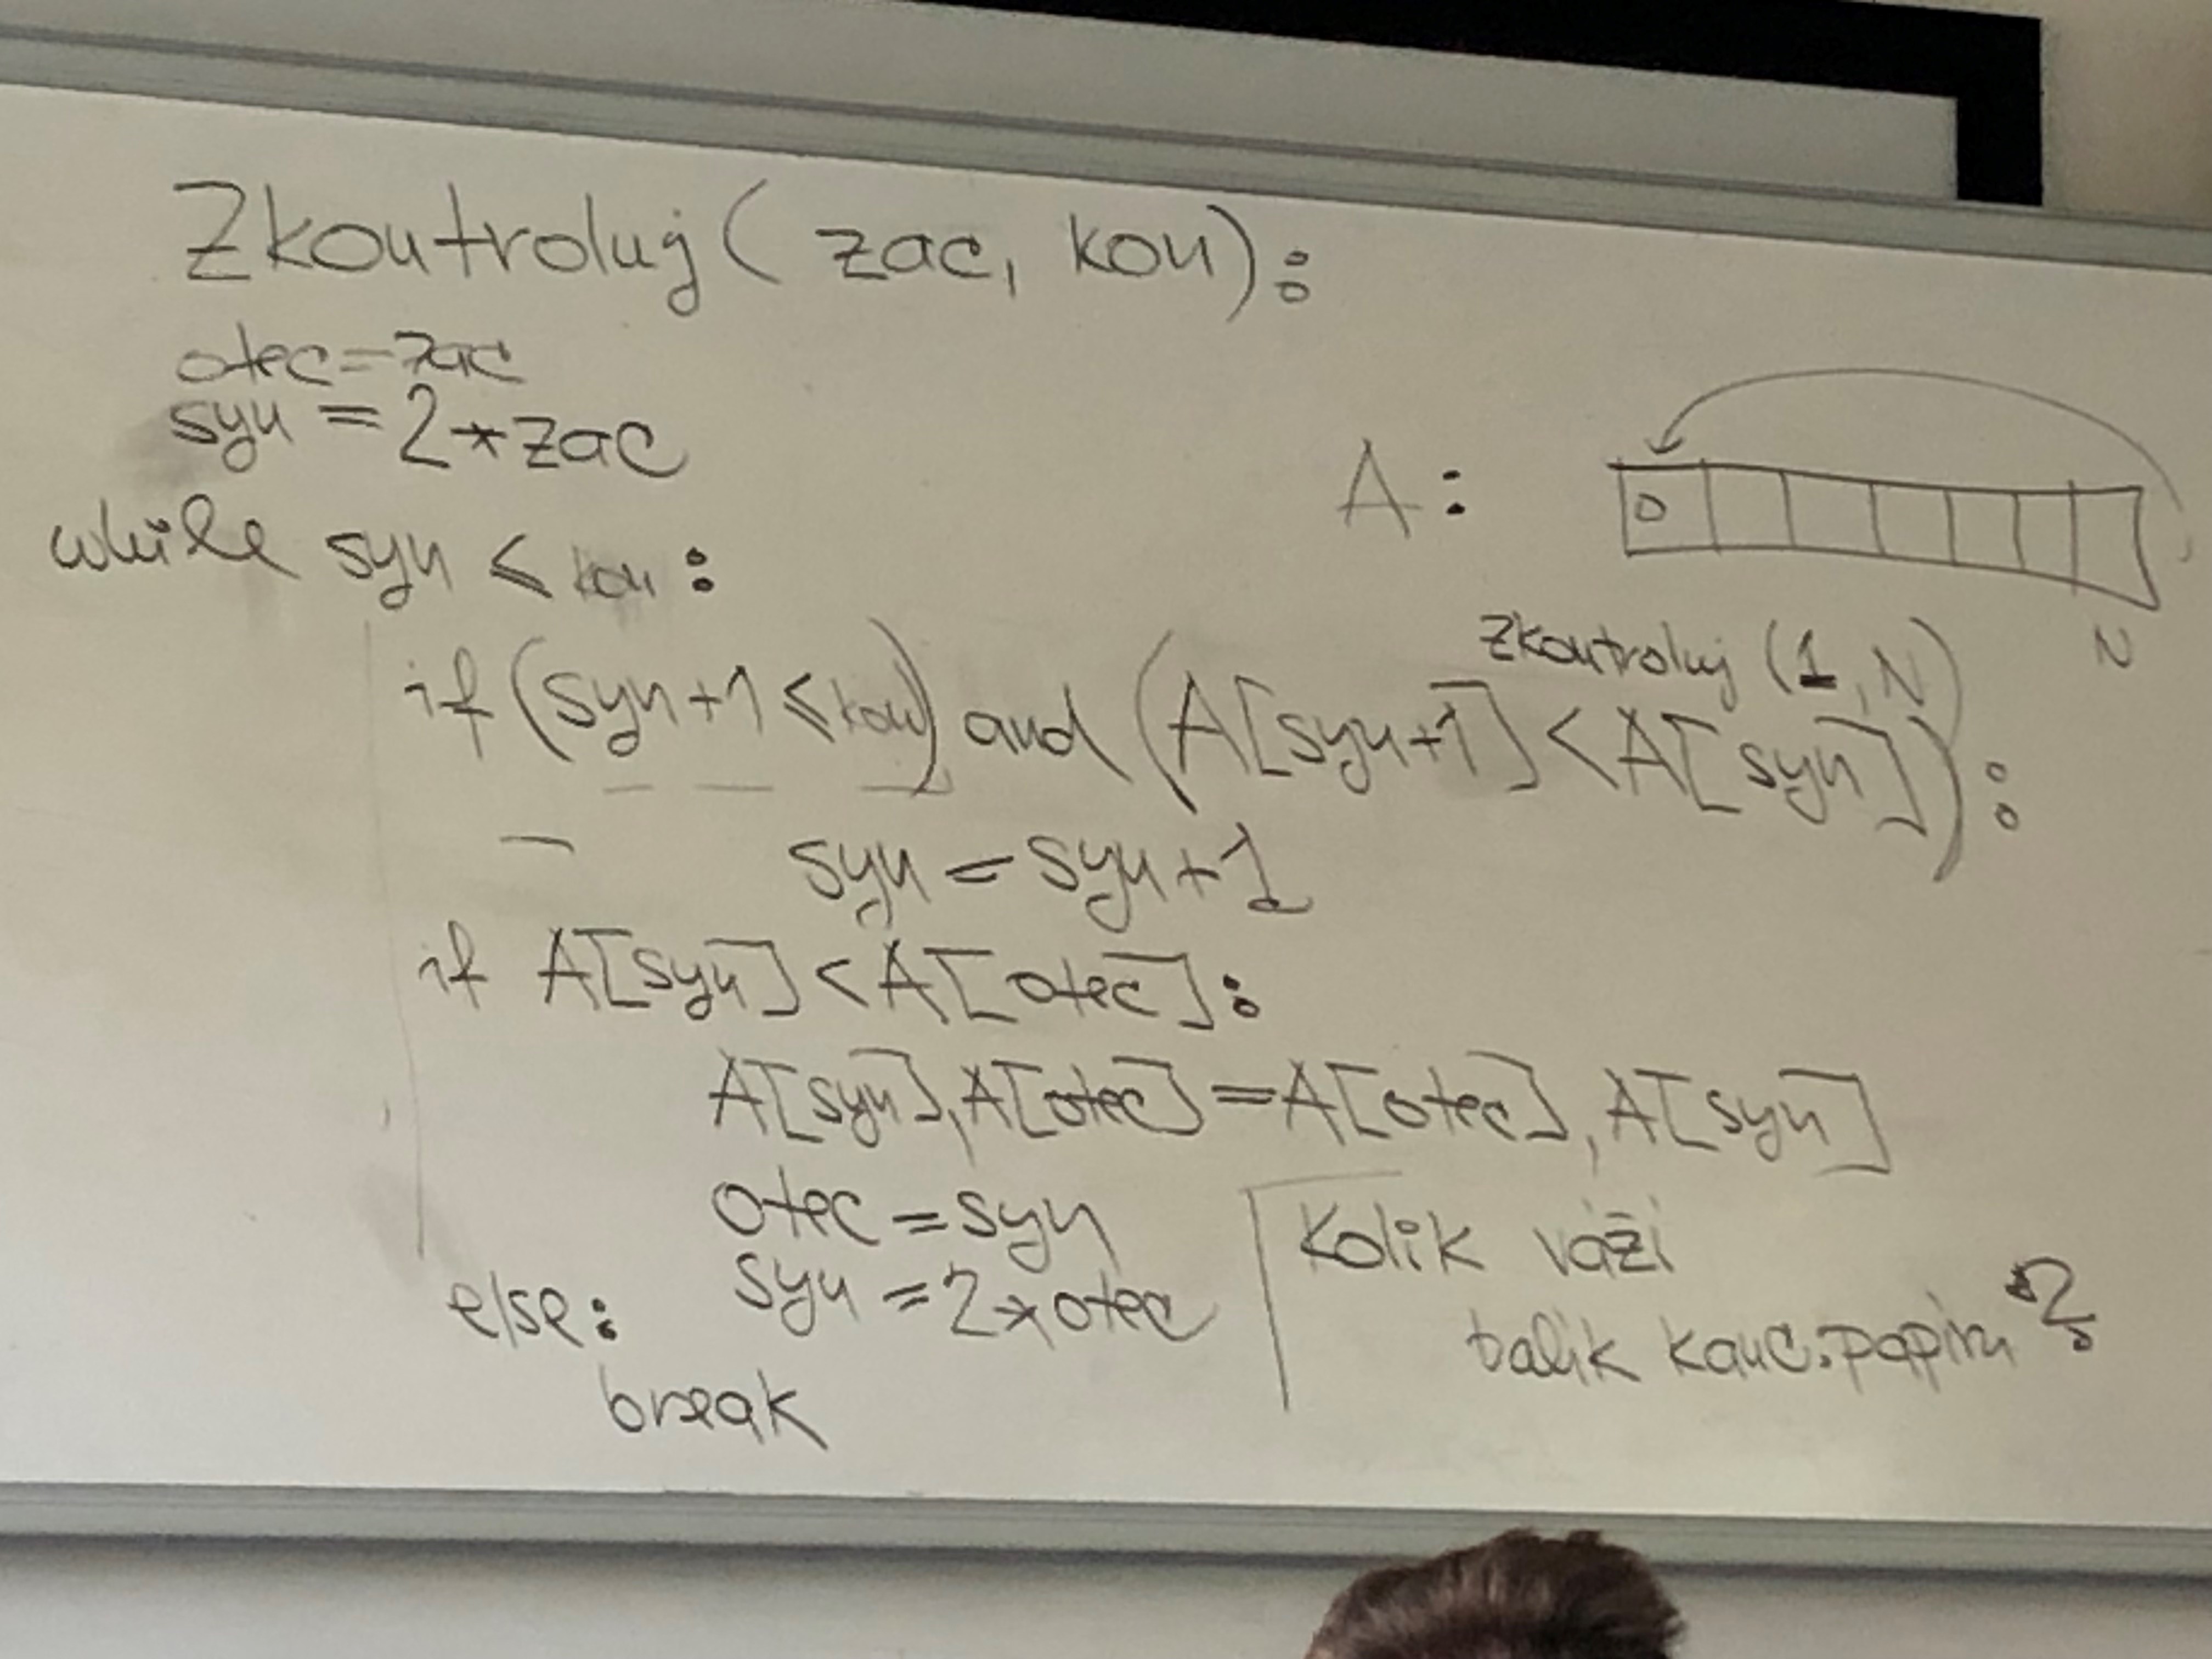 Zkontroluj(zac, kon):
otec=zac
syn = 2*zac
while syn ≤ kon:
A:
0
N
zkontroluj (1, N)
if (syn+1 ≤ kon) and (A[syn+1] < A[syn]):
syn = syn+1
if A[syn] < A[otec]:
A[syn], A[otec] = A[otec], A[syn]
otec = syn
syn = 2*otec
else:
break
Kolik váží
balík kanc. papíru?